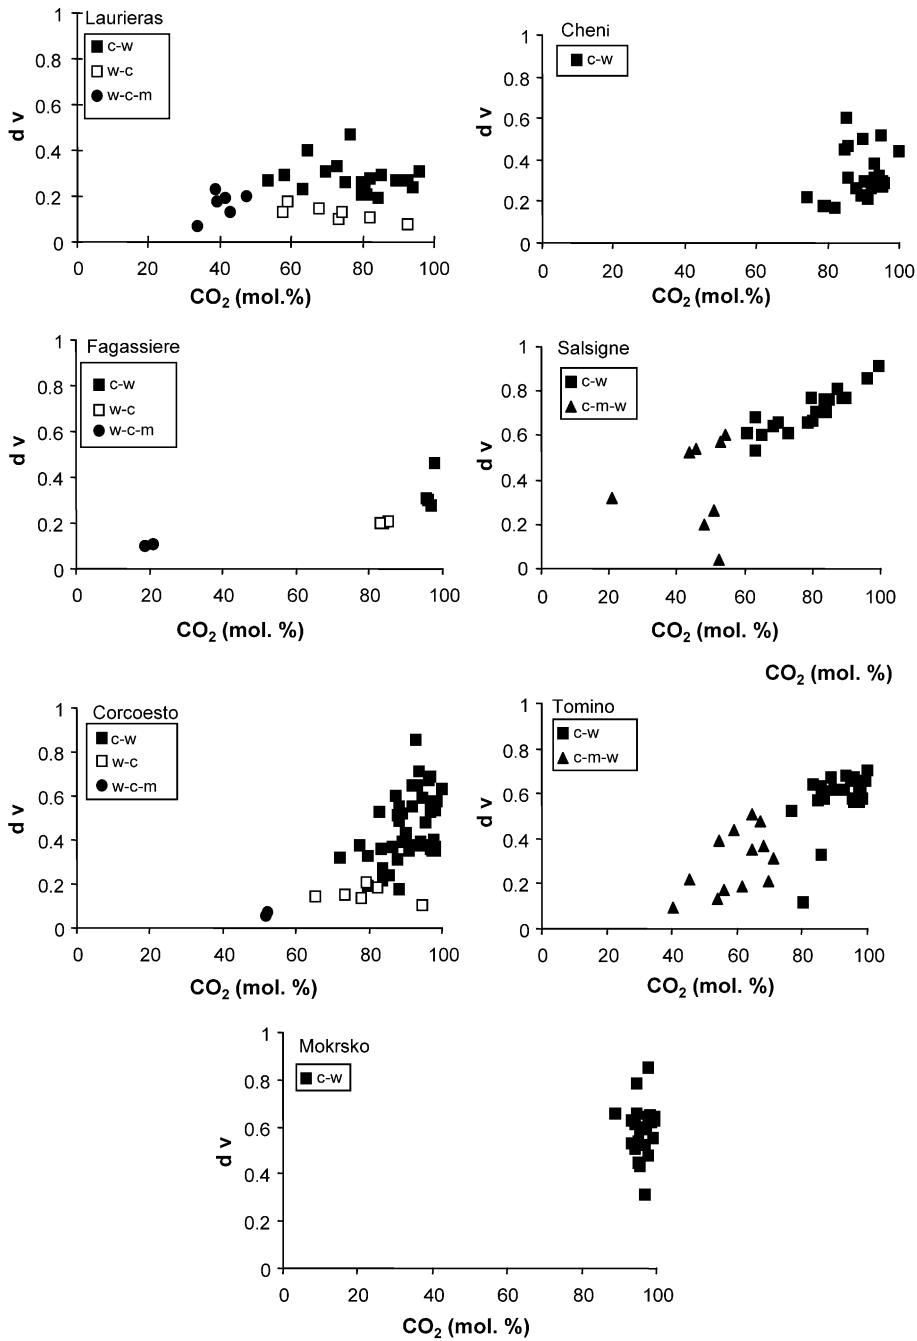 Laurieras
c-w
w-c
w-c-m
1
0.8
0.6
0.4
0.2
0
d v
0 20 40 60 80 100
CO2 (mol.%)
Cheni
c-w
1
0.8
0.6
0.4
0.2
0
d v
0 20 40 60 80 100
CO2 (mol.%)
Fagassiere
c-w
w-c
w-c-m
1
0.8
0.6
0.4
0.2
0
d v
0 20 40 60 80 100
CO2 (mol. %)
Salsigne
c-w
c-m-w
1
0.8
0.6
0.4
0.2
0
d v
0 20 40 60 80 100
CO2 (mol. %)
CO2 (mol. %)
Corcoesto
c-w
w-c
w-c-m
1
0.8
0.6
0.4
0.2
0
d v
0 20 40 60 80 100
CO2 (mol. %)
Tomino
c-w
c-m-w
1
0.8
0.6
0.4
0.2
0
d v
0 20 40 60 80 100
CO2 (mol. %)
Mokrsko
c-w
1
0.8
0.6
0.4
0.2
0
d v
0 20 40 60 80 100
CO2 (mol. %)